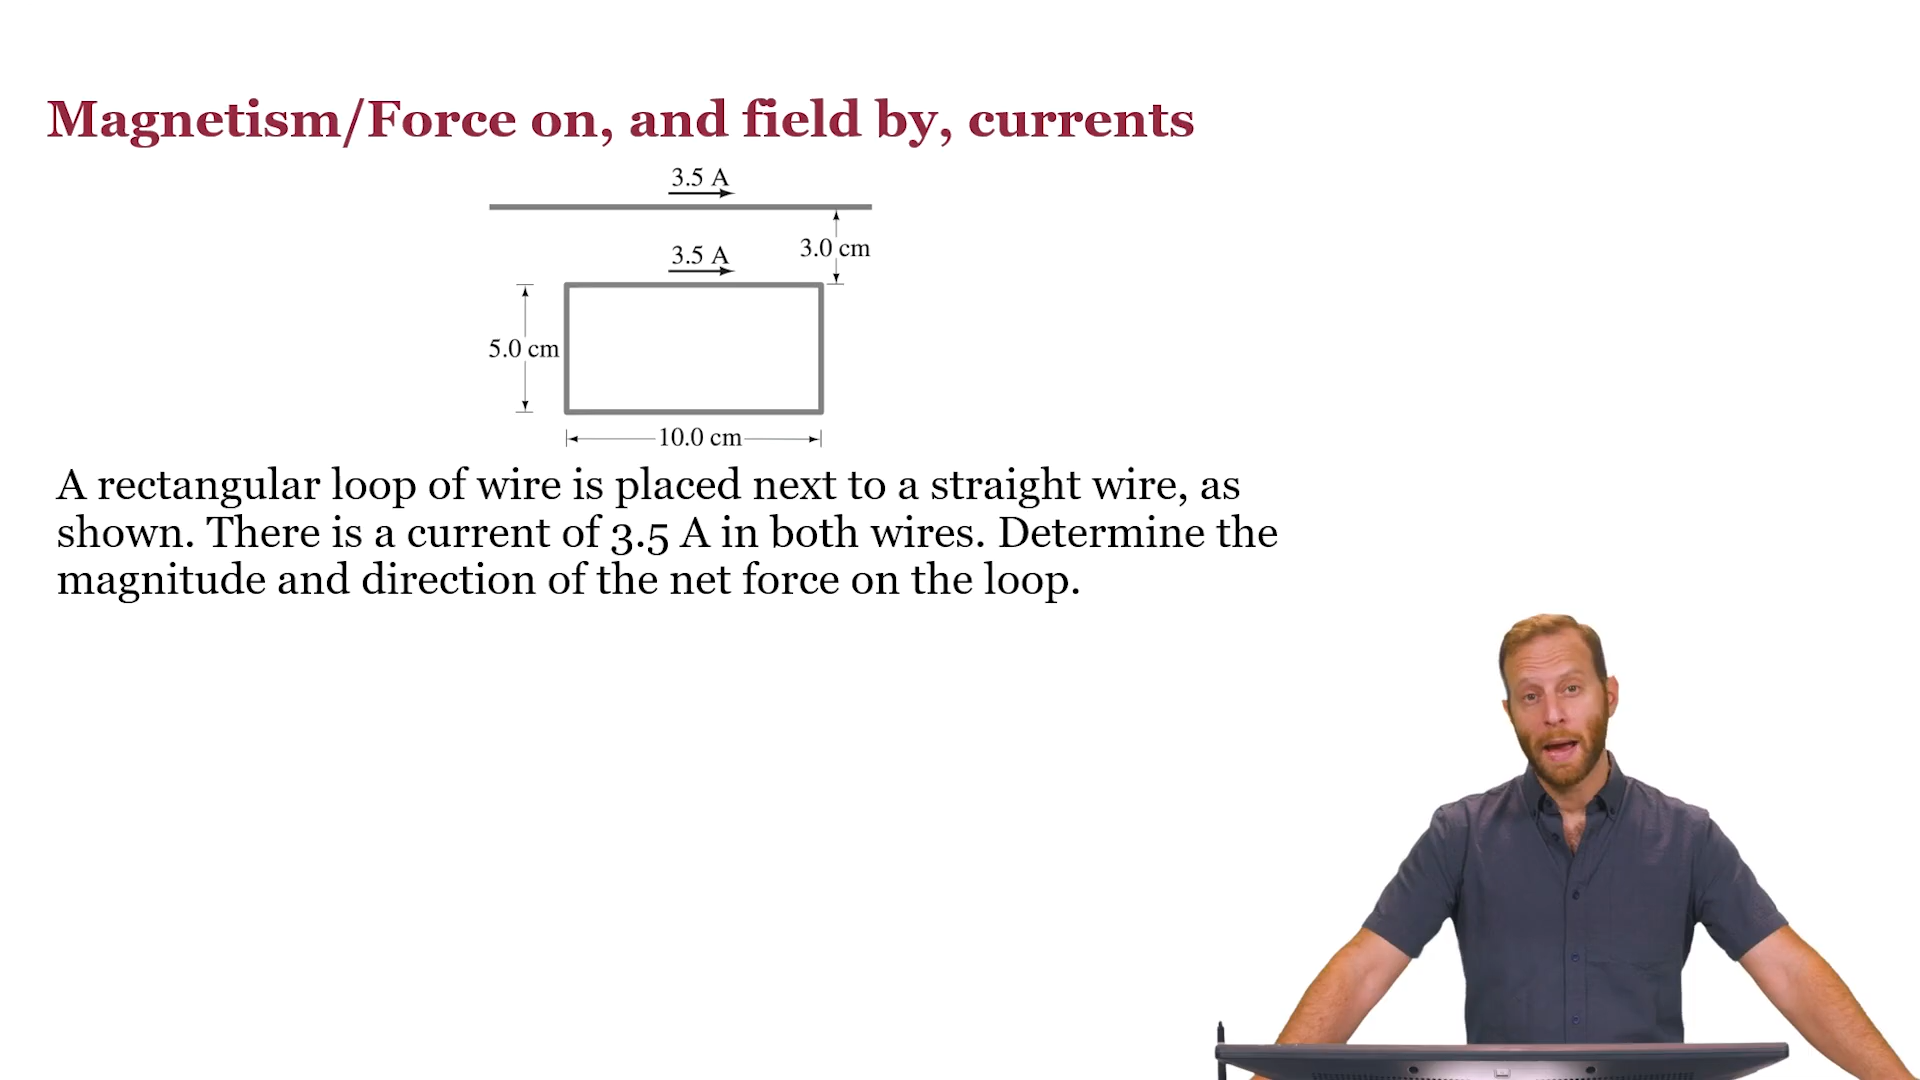 Magnetism/Force on, and field by, currents
3.5 A
3.5 A
3.0 cm
5.0 cm
10.0 cm
A rectangular loop of wire is placed next to a straight wire, as
shown. There is a current of 3.5 A in both wires. Determine the
magnitude and direction of the net force on the loop.